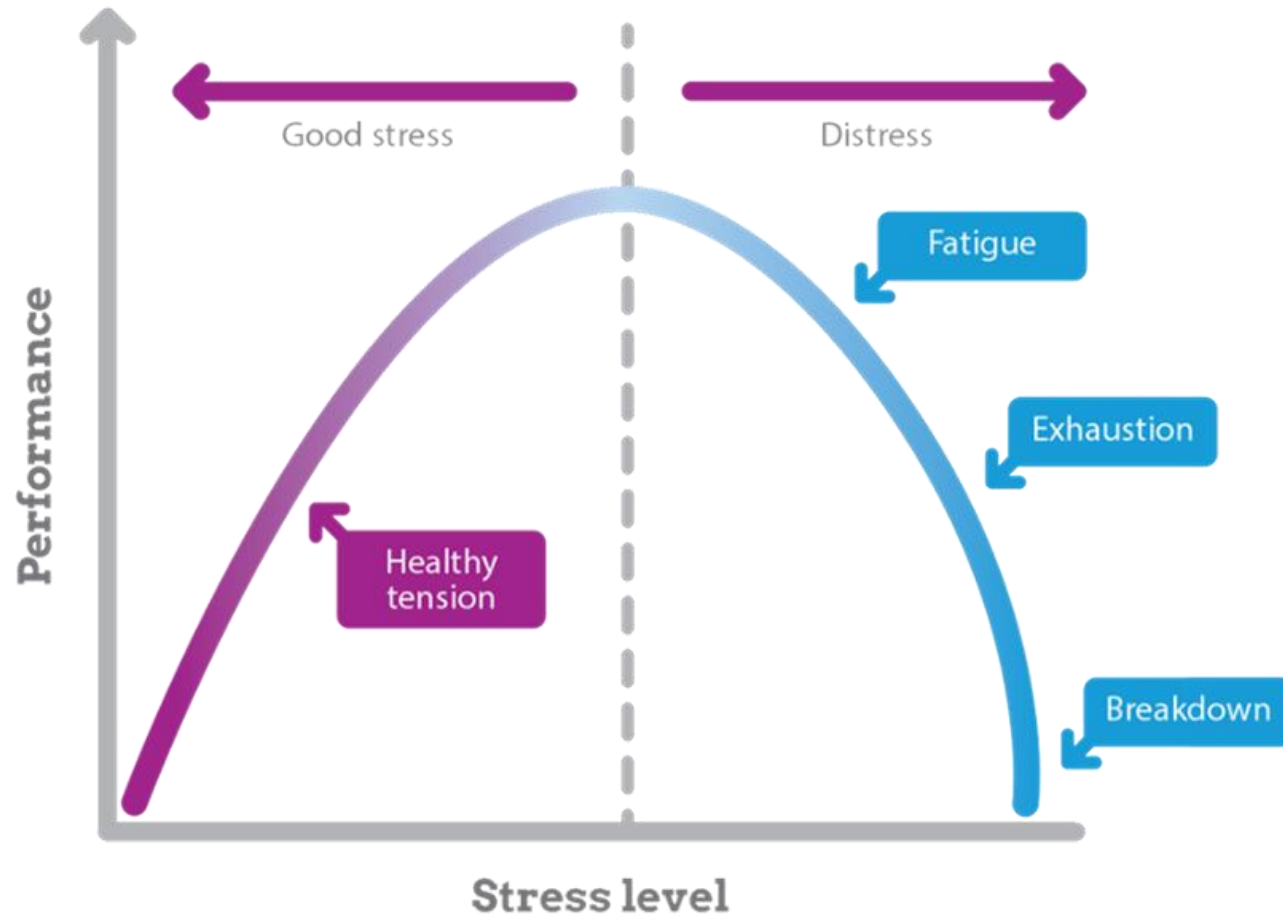 Good stress
Distress
Fatigue
Exhaustion
Healthy
tension
Breakdown
Performance
Stress level